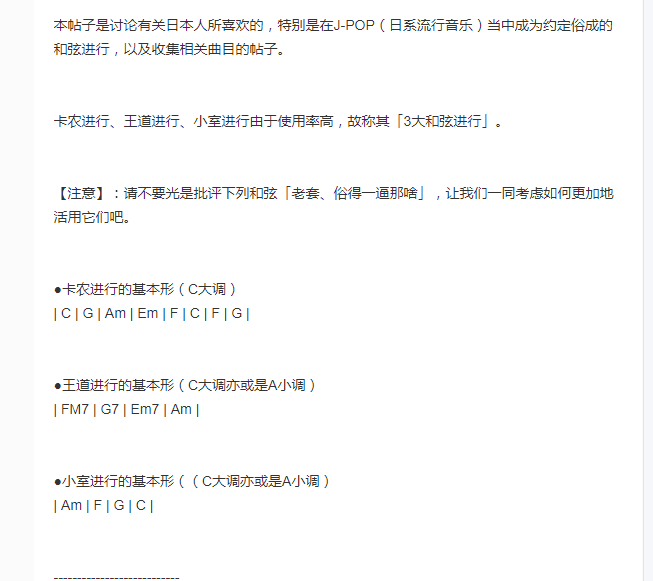 本帖子是讨论有关日本人所喜欢的，特别是在J-POP（日系流行音乐）当中成为约定俗成的
和弦进行，以及收集相关曲目的帖子。
卡农进行、王道进行、小室进行由于使用率高，故称其「3大和弦进行」。
【注意】：请不要光是批评下列和弦「老套、俗得一逼那啥」，让我们一同考虑如何更加地
活用它们吧。
●卡农进行的基本形（C大调）
| C | G | Am | Em | F | C | F | G |
●王道进行的基本形（C大调亦或是A小调）
| FM7 | G7 | Em7 | Am |
●小室进行的基本形（（C大调亦或是A小调）
| Am | F | G | C |
---------------------------